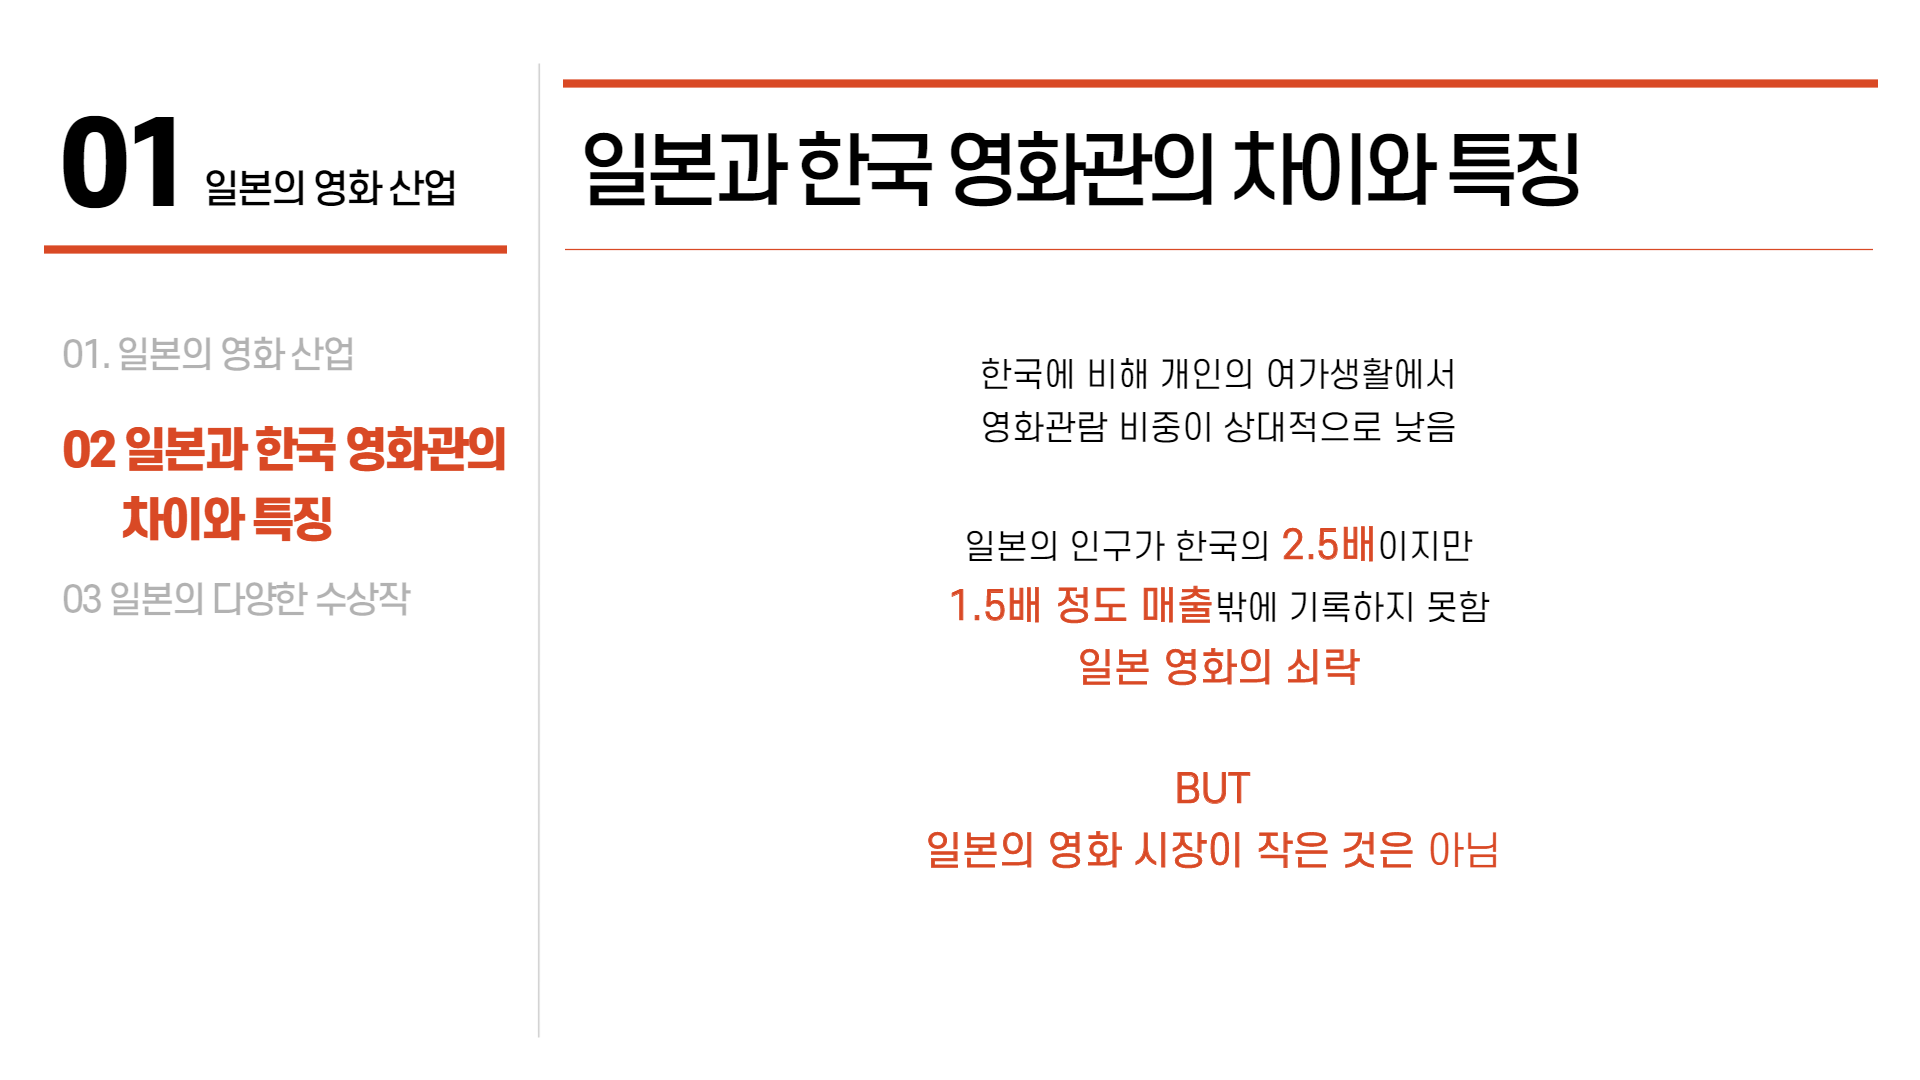 01 일본의 영화 산업
01. 일본의 영화 산업
02 일본과 한국 영화관의
차이와 특징
03 일본의 다양한 수상작
일본과 한국 영화관의 차이와 특징
한국에 비해 개인의 여가생활에서
영화관람 비중이 상대적으로 낮음
일본의 인구가 한국의 2.5배이지만
1.5배 정도 매출밖에 기록하지 못함
일본 영화의 쇠락
BUT
일본의 영화 시장이 작은 것은 아님